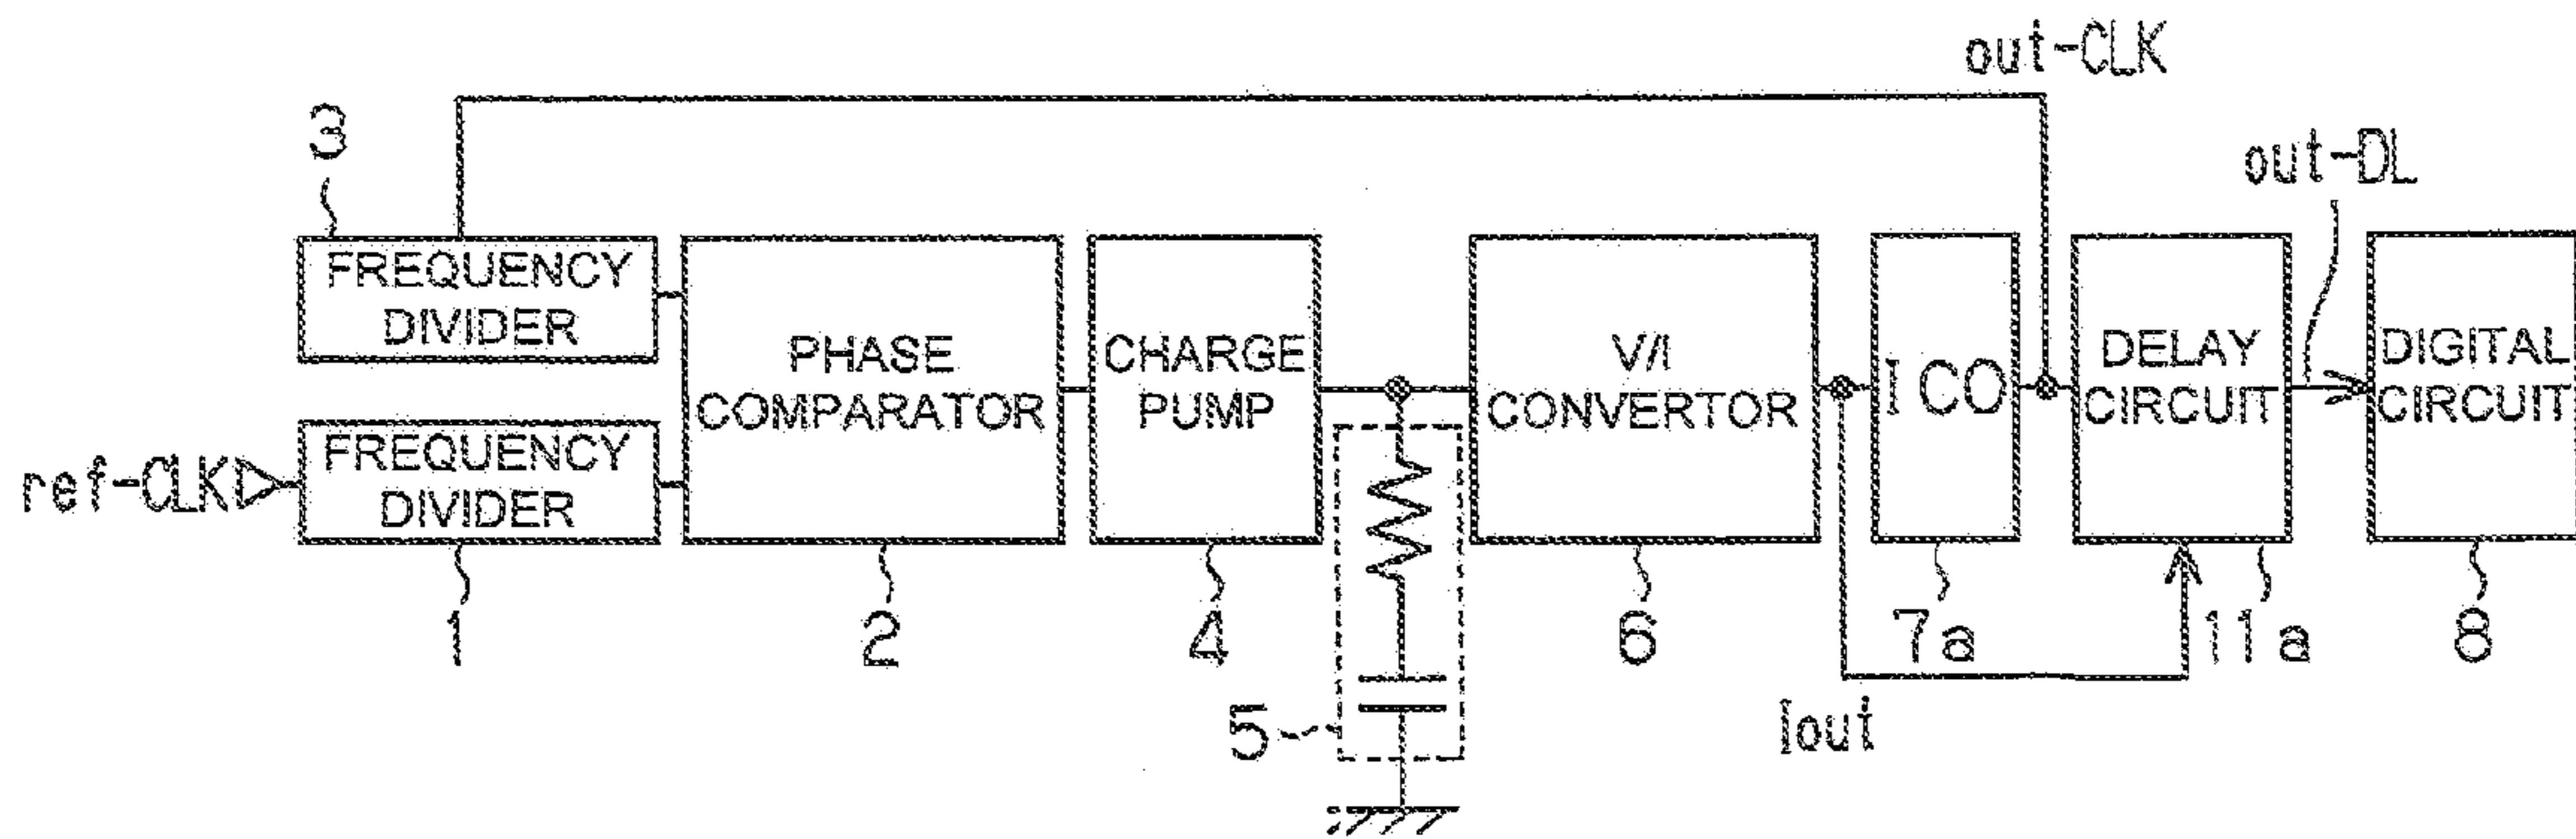 out-CLK
3
out-DL
FREQUENCY
DIVIDER
PHASE
COMPARATOR
CHARGE
PUMP
V/I
CONVERTOR
ICO
DELAY
CIRCUIT
DIGITAL
CIRCUIT
ref-CLK
FREQUENCY
DIVIDER
1
2
4
6
7a
11a
8
5
Iout